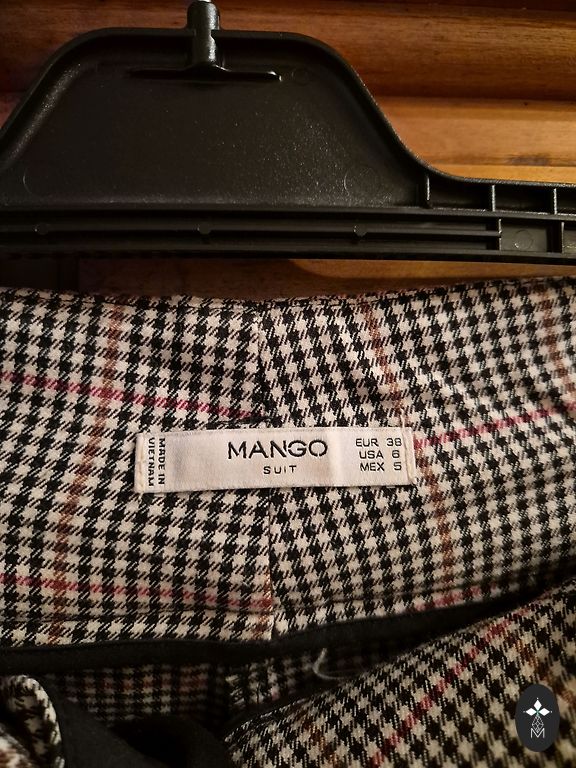 MADE IN
VIETNAM
MANGO
SUIT
EUR 38
USA 6
MEX 5
M